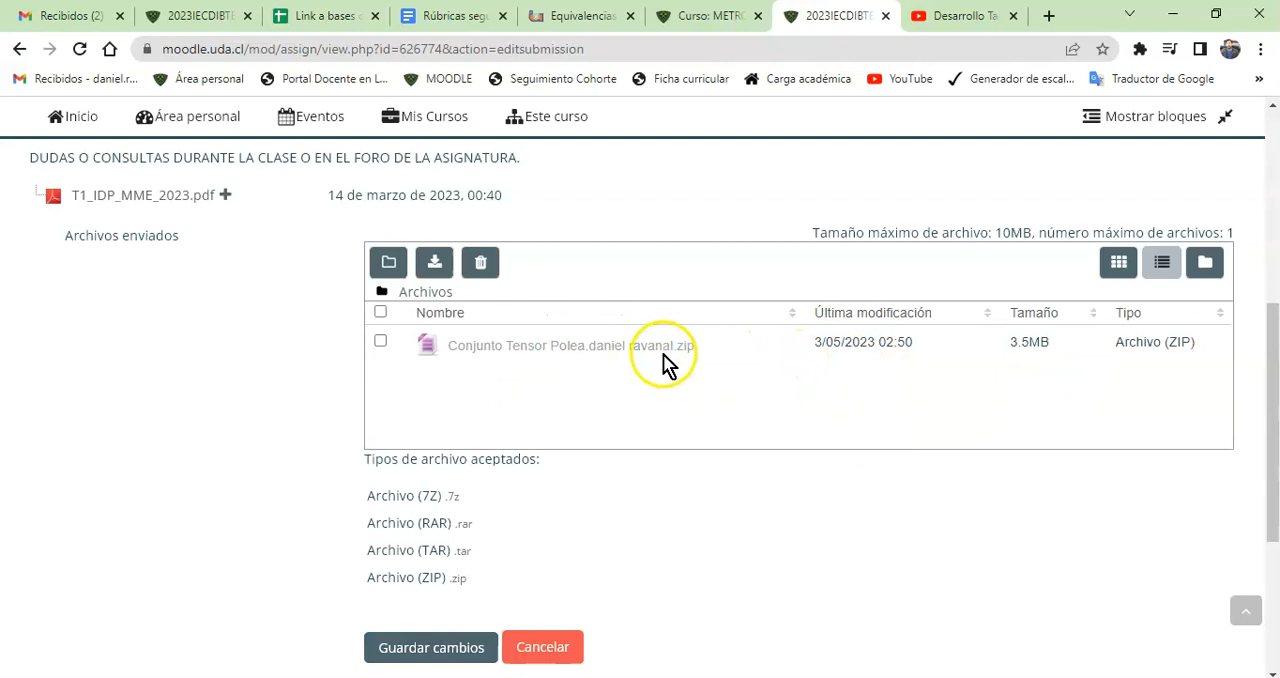 Recibidos (2)
2023IECDIBTE
Link a bases c
Rúbricas segu
Equivalencias
Curso: METRO
2023IECDIBTE
Desarrollo Ta
moodle.uda.cl/mod/assign/view.php?id=626774&action=editsubmission
Recibidos - daniel.r...
Área personal
Portal Docente en L...
MOODLE
Seguimiento Cohorte
Ficha curricular
Carga académica
YouTube
Generador de escal...
Traductor de Google
»
Inicio
Área personal
Eventos
Mis Cursos
Este curso
Mostrar bloques
DUDAS O CONSULTAS DURANTE LA CLASE O EN EL FORO DE LA ASIGNATURA.
T1_IDP_MME_2023.pdf
14 de marzo de 2023, 00:40
Archivos enviados
Tamaño máximo de archivo: 10MB, número máximo de archivos: 1
Archivos
Nombre
Última modificación
Tamaño
Tipo
Conjunto Tensor Polea.daniel ravanal.zip
3/05/2023 02:50
3.5MB
Archivo (ZIP)
Tipos de archivo aceptados:
Archivo (7Z) .7z
Archivo (RAR) .rar
Archivo (TAR) .tar
Archivo (ZIP) .zip
Guardar cambios
Cancelar